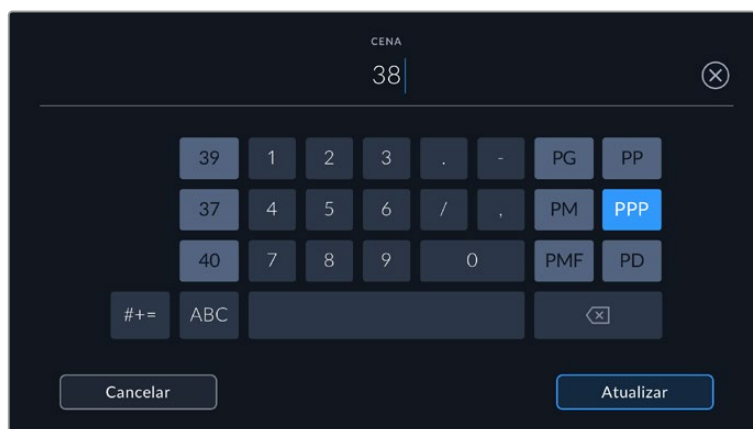 CENA
38
39 1 2 3 . - PG PP
37 4 5 6 / , PM PPP
40 7 8 9 0 PMF PD
#+= ABC
Cancelar Atualizar